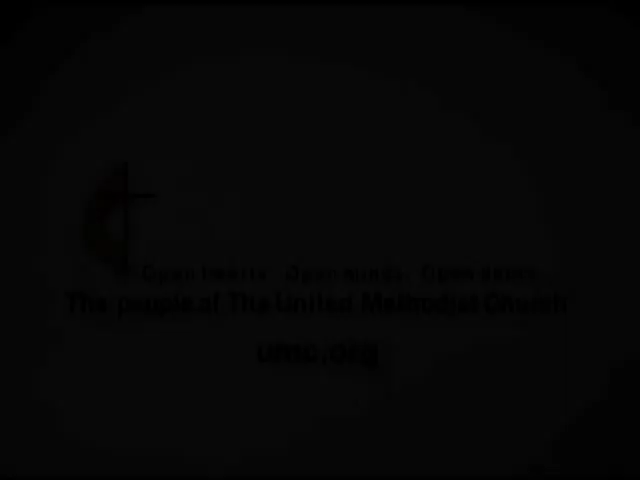 Open hearts. Open minds. Open doors.
The people of The United Methodist Church
umc.org